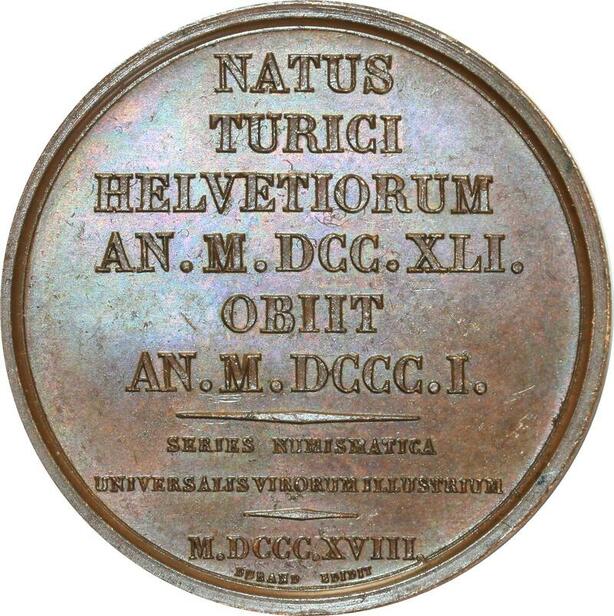 NATUS
TURICI
HELVETIORUM
AN. M. DCC. XLI.
OBIIT
AN. M. DCCC. I.
SERIES NUMISMATICA
UNIVERSALIS VIRORUM ILLUSTRIUM
M. DCCC. XVIII.
DURAND EDIDIT